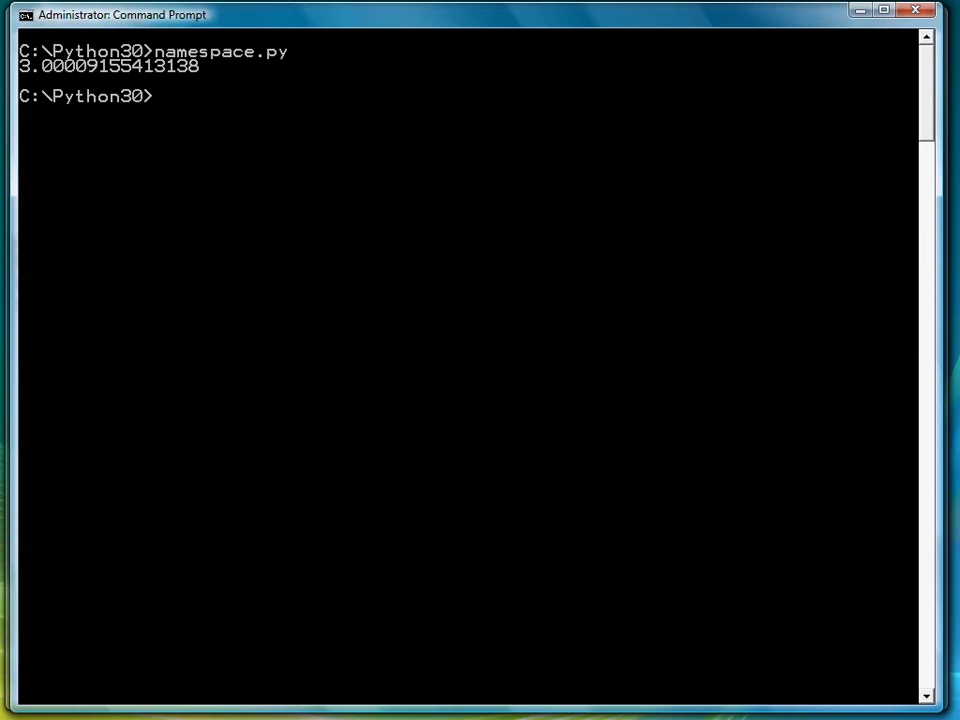 Administrator: Command Prompt
C:\Python30>namespace.py
3.00009155413138
C:\Python30>